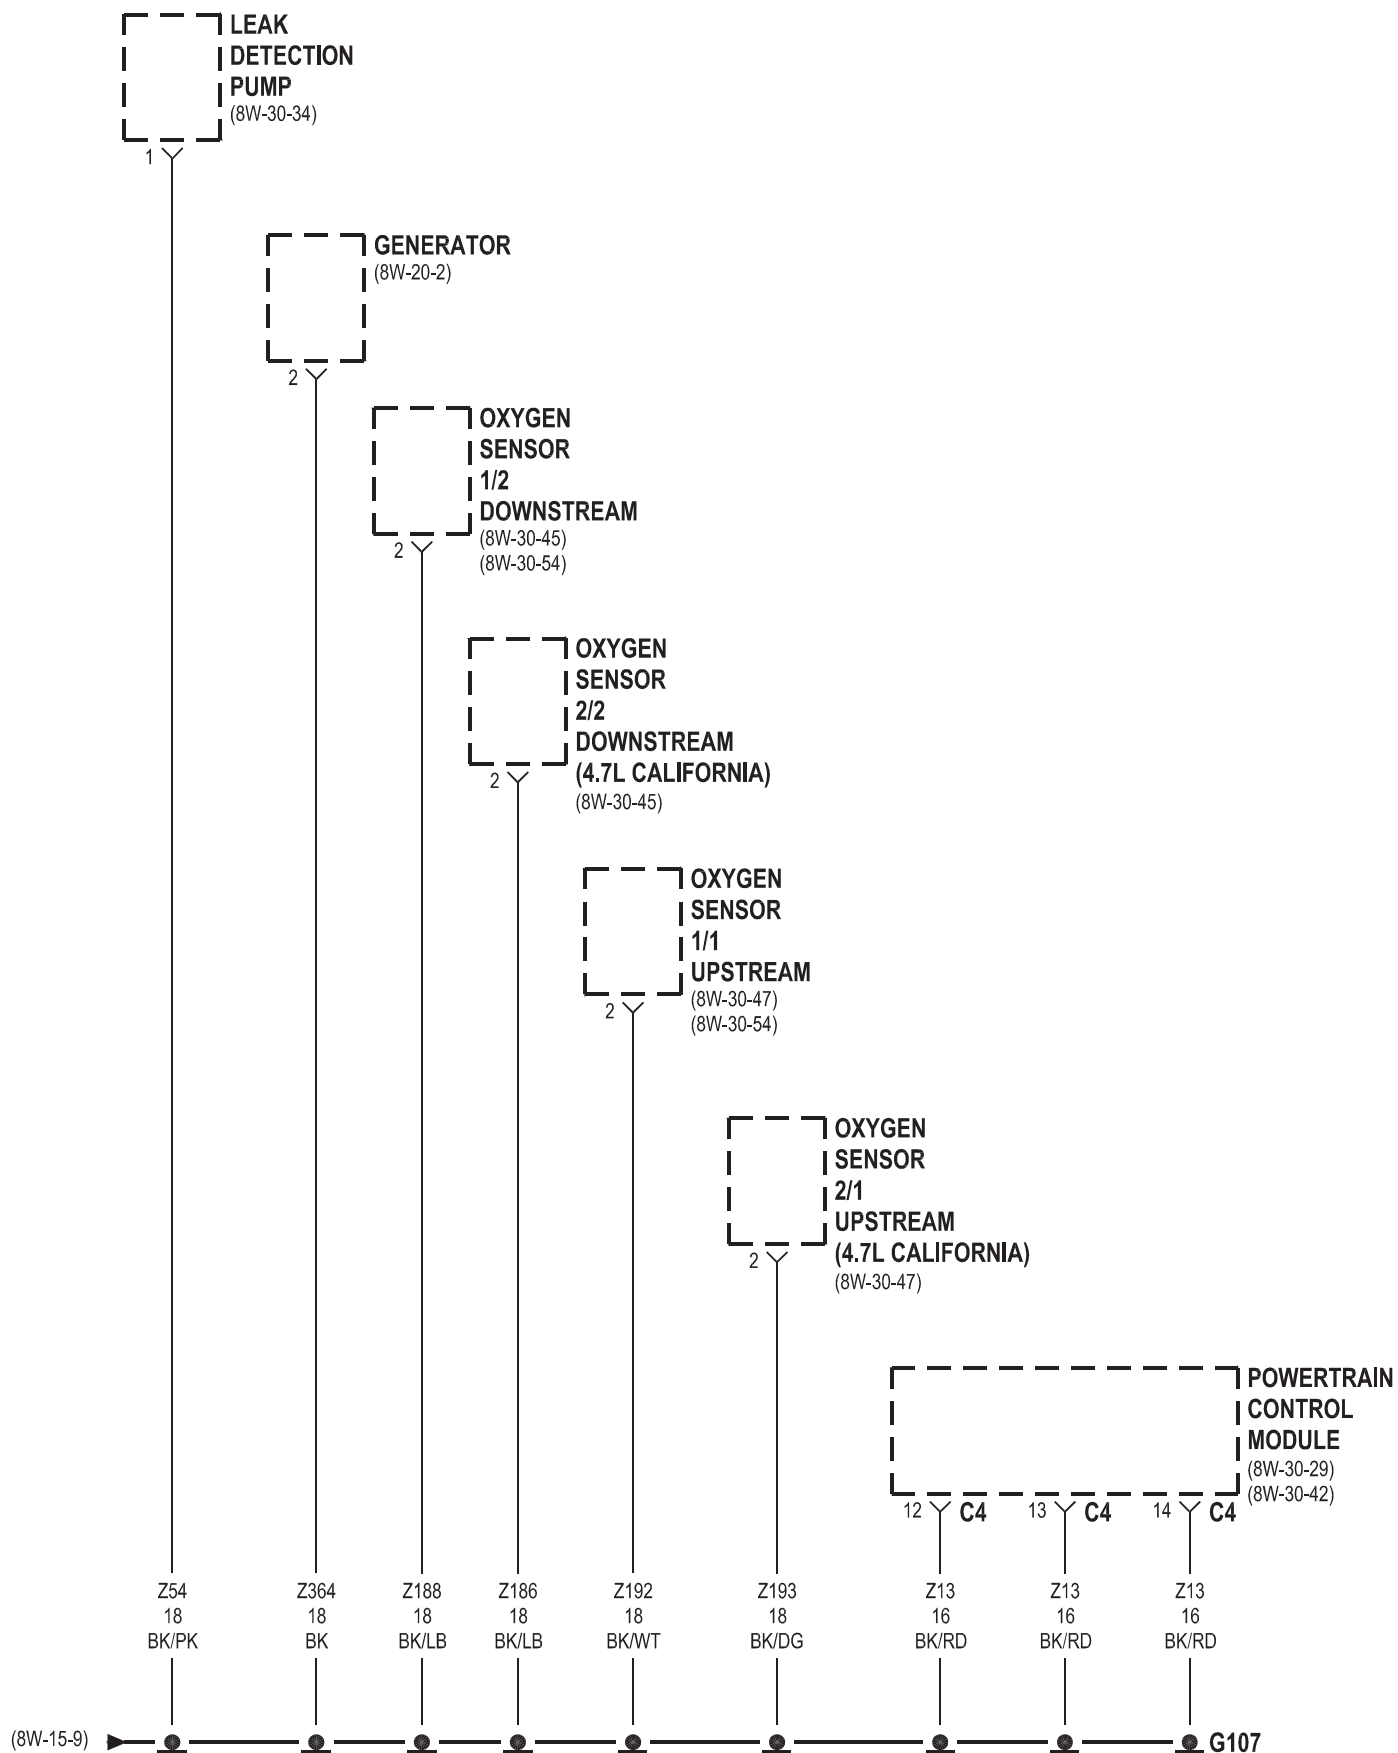 LEAK
DETECTION
PUMP
(8W-30-34)
1
GENERATOR
(8W-20-2)
2
OXYGEN
SENSOR
1/2
DOWNSTREAM
(8W-30-45)
(8W-30-54)
2
OXYGEN
SENSOR
2/2
DOWNSTREAM
(4.7L CALIFORNIA)
(8W-30-45)
2
OXYGEN
SENSOR
1/1
UPSTREAM
(8W-30-47)
(8W-30-54)
2
OXYGEN
SENSOR
2/1
UPSTREAM
(4.7L CALIFORNIA)
(8W-30-47)
2
POWERTRAIN
CONTROL
MODULE
(8W-30-29)
(8W-30-42)
12 C4 13 C4 14 C4
Z54 Z364 Z188 Z186 Z192 Z193 Z13 Z13 Z13
18 18 18 18 18 18 16 16 16
BK/PK BK BK/LB BK/LB BK/WT BK/DG BK/RD BK/RD BK/RD
(8W-15-9) G107